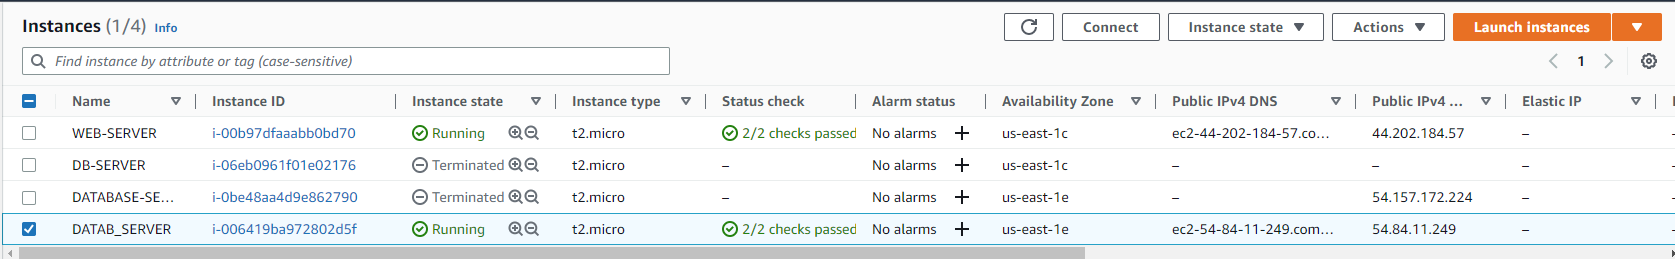 Instances (1/4) Info Connect Instance state Actions Launch instances
Find instance by attribute or tag (case-sensitive) 1
Name Instance ID Instance state Instance type Status check Alarm status Availability Zone Public IPv4 DNS Public IPv4 ... Elastic IP
WEB-SERVER i-00b97dfaaabb0bd70 Running t2.micro 2/2 checks passed No alarms + us-east-1c ec2-44-202-184-57.co... 44.202.184.57 –
DB-SERVER i-06eb0961f01e02176 Terminated t2.micro – No alarms + us-east-1c – – –
DATABASE-SE... i-0be48aa4d9e862790 Terminated t2.micro – No alarms + us-east-1e – 54.157.172.224 –
DATAB_SERVER i-006419ba972802d5f Running t2.micro 2/2 checks passed No alarms + us-east-1e ec2-54-84-11-249.com... 54.84.11.249 –